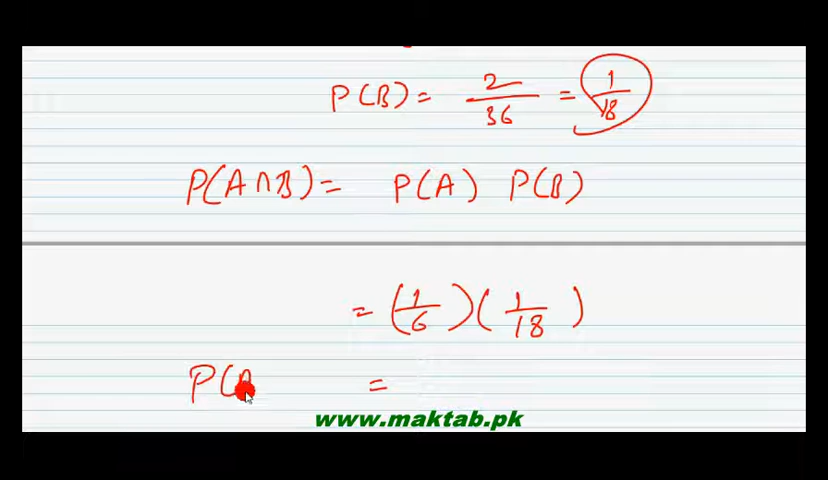 P(B) = 2/36 = 1/18
P(A∩B) = P(A) P(B)
= (1/6)(1/18)
P(A =
www.maktab.pk